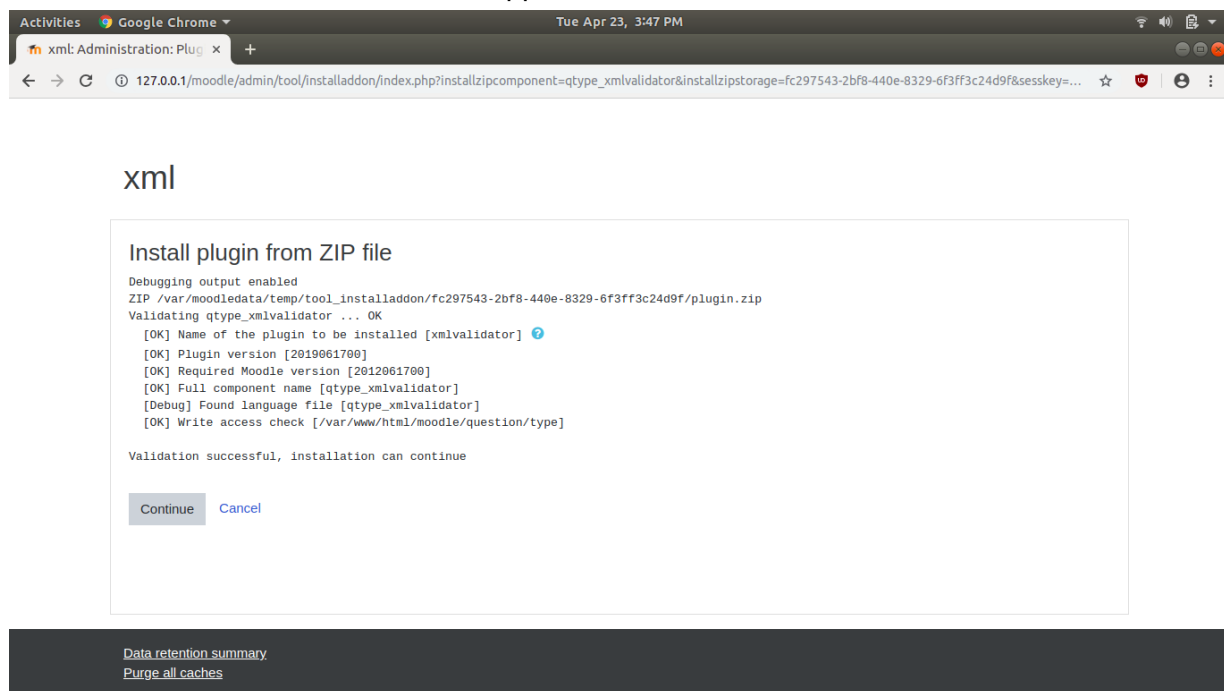 Activities Google Chrome Tue Apr 23, 3:47 PM
xml: Administration: Plug
127.0.0.1/moodle/admin/tool/installaddon/index.php?installzipcomponent=qtype_xmlvalidator&installzipstorage=fc297543-2bf8-440e-8329-6f3ff3c24d9f&sesskey=...
xml
Install plugin from ZIP file
Debugging output enabled
ZIP /var/moodledata/temp/tool_installaddon/fc297543-2bf8-440e-8329-6f3ff3c24d9f/plugin.zip
Validating qtype_xmlvalidator ... OK
[OK] Name of the plugin to be installed [xmlvalidator]
[OK] Plugin version [2019061700]
[OK] Required Moodle version [2012061700]
[OK] Full component name [qtype_xmlvalidator]
[Debug] Found language file [qtype_xmlvalidator]
[OK] Write access check [/var/www/html/moodle/question/type]
Validation successful, installation can continue
Continue Cancel
Data retention summary
Purge all caches